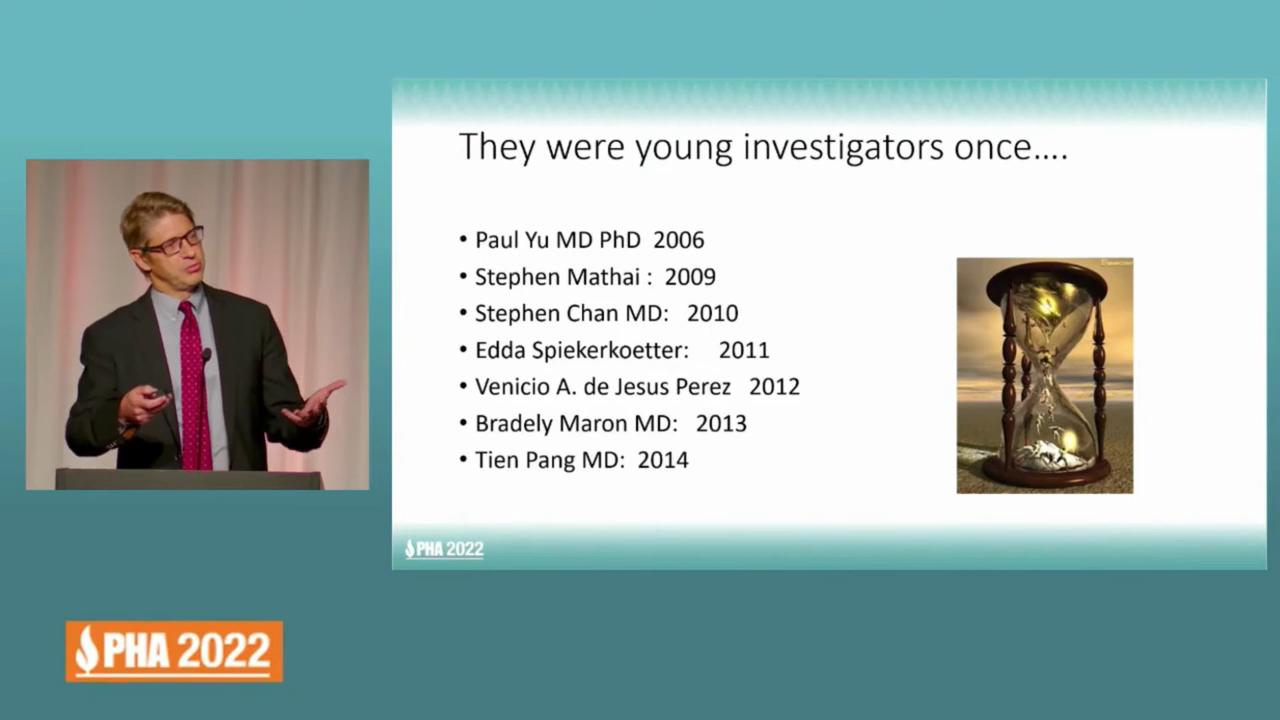 They were young investigators once....
• Paul Yu MD PhD 2006
• Stephen Mathai : 2009
• Stephen Chan MD: 2010
• Edda Spiekerkoetter: 2011
• Venicio A. de Jesus Perez 2012
• Bradely Maron MD: 2013
• Tien Pang MD: 2014
PHA 2022
PHA 2022